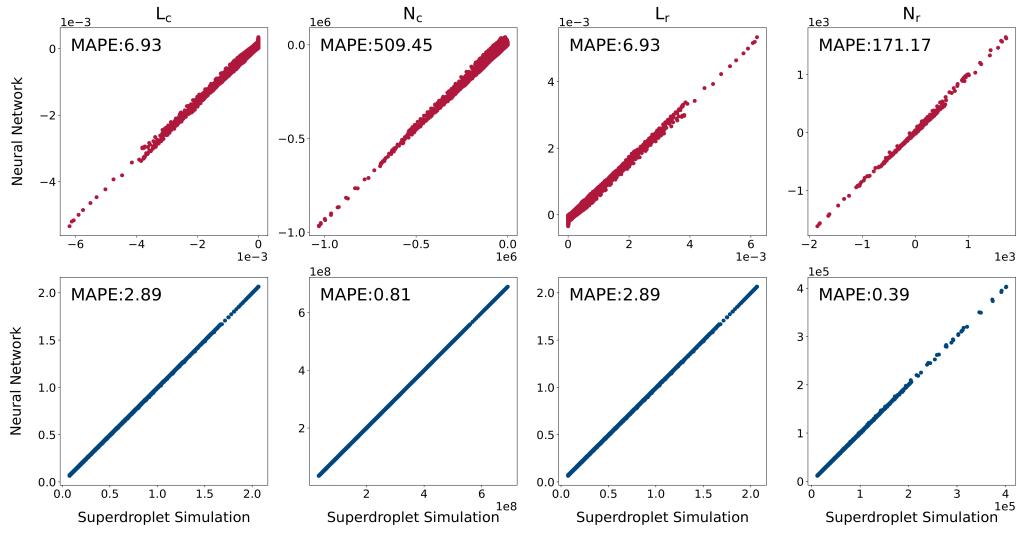 L_c N_c L_r N_r
1e−3 1e6 1e−3 1e3
MAPE:6.93 MAPE:509.45 MAPE:6.93 MAPE:171.17
Neural Network
0 −2 −4
0.0 −0.5 −1.0
4 2 0
1 0 −1
−6 −4 −2 0 −1.0 −0.5 0.0 0 2 4 6 −2 −1 0 1
1e−3 1e6 1e−3 1e3
1e8 1e5
MAPE:2.89 MAPE:0.81 MAPE:2.89 MAPE:0.39
Neural Network
2.0 1.5 1.0 0.5 0.0
6 4 2
2.0 1.5 1.0 0.5 0.0
4 3 2 1 0
0.0 0.5 1.0 1.5 2.0 2 4 6 0.0 0.5 1.0 1.5 2.0 0 1 2 3 4
1e8 1e5
Superdroplet Simulation Superdroplet Simulation Superdroplet Simulation Superdroplet Simulation